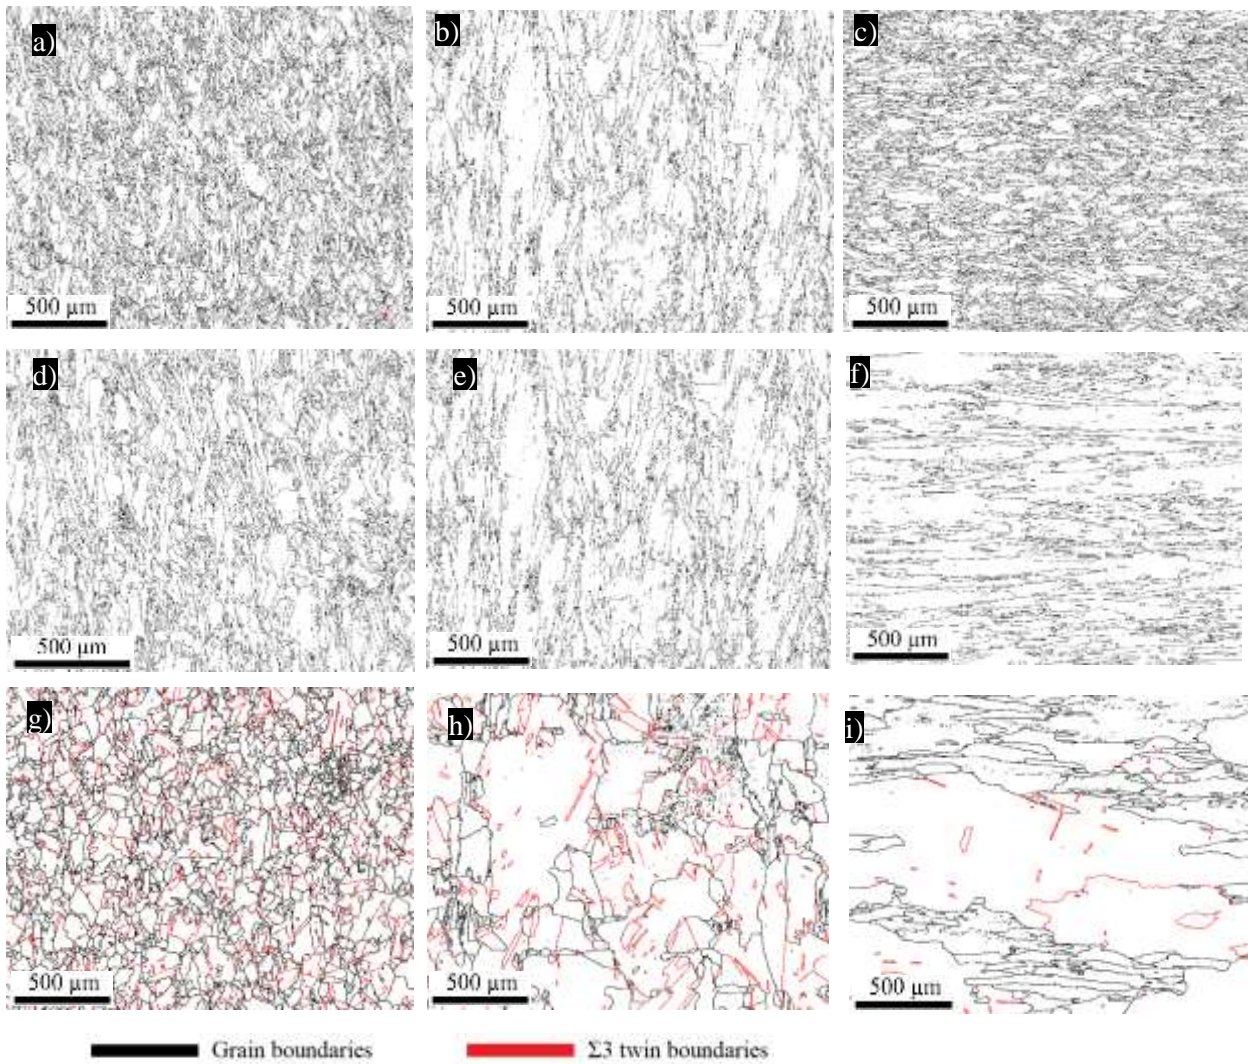 a)
b)
c)
500 µm
500 µm
500 µm
d)
e)
f)
500 µm
500 µm
500 µm
g)
h)
i)
500 µm
500 µm
500 µm
Grain boundaries
Σ3 twin boundaries